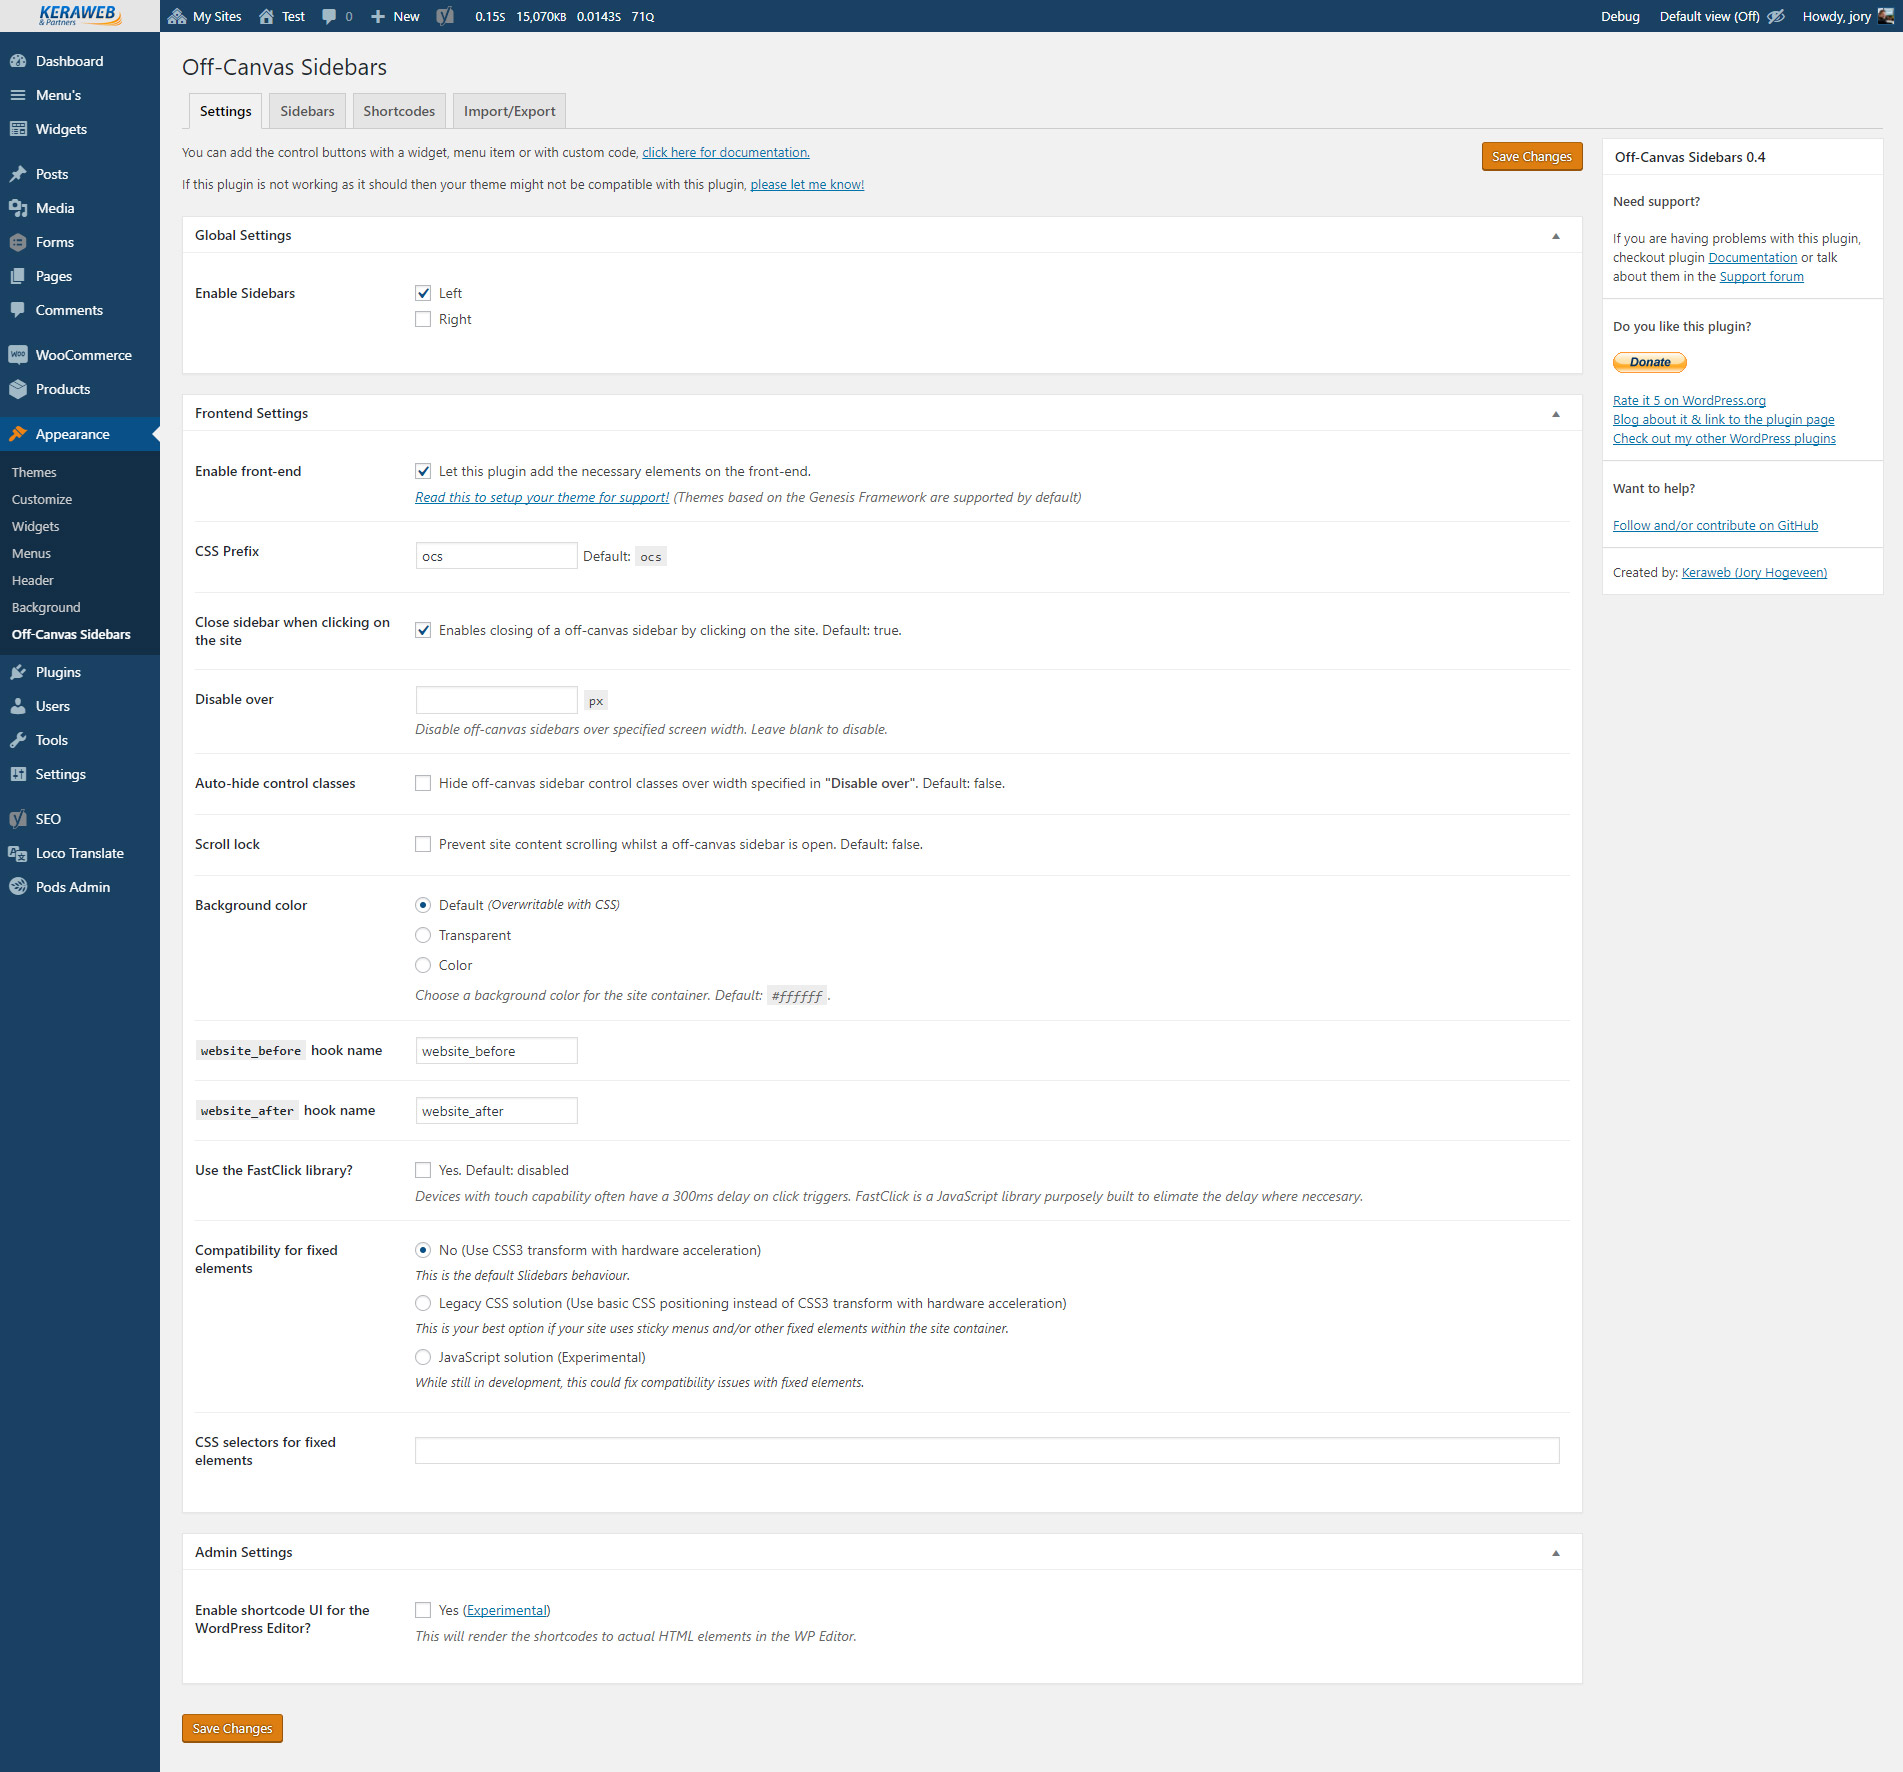 KERAWEB
& Partners
My Sites
Test
0
New
0.15S 15,070KB 0.0143S 71Q
Debug
Default view (Off)
Howdy, jory
Dashboard
Menu's
Widgets
Posts
Media
Forms
Pages
Comments
WooCommerce
Products
Appearance
Themes
Customize
Widgets
Menus
Header
Background
Off-Canvas Sidebars
Plugins
Users
Tools
Settings
SEO
Loco Translate
Pods Admin
Off-Canvas Sidebars
Settings
Sidebars
Shortcodes
Import/Export
You can add the control buttons with a widget, menu item or with custom code, click here for documentation.
If this plugin is not working as it should then your theme might not be compatible with this plugin, please let me know!
Save Changes
Global Settings
Enable Sidebars
Left
Right
Frontend Settings
Enable front-end
Let this plugin add the necessary elements on the front-end.
Read this to setup your theme for support! (Themes based on the Genesis Framework are supported by default)
CSS Prefix
ocs
Default: ocs
Close sidebar when clicking on
the site
Enables closing of a off-canvas sidebar by clicking on the site. Default: true.
Disable over
px
Disable off-canvas sidebars over specified screen width. Leave blank to disable.
Auto-hide control classes
Hide off-canvas sidebar control classes over width specified in "Disable over". Default: false.
Scroll lock
Prevent site content scrolling whilst a off-canvas sidebar is open. Default: false.
Background color
Default (Overwritable with CSS)
Transparent
Color
Choose a background color for the site container. Default: #ffffff.
website_before hook name
website_before
website_after hook name
website_after
Use the FastClick library?
Yes. Default: disabled
Devices with touch capability often have a 300ms delay on click triggers. FastClick is a JavaScript library purposely built to elimate the delay where neccesary.
Compatibility for fixed
elements
No (Use CSS3 transform with hardware acceleration)
This is the default Slidebars behaviour.
Legacy CSS solution (Use basic CSS positioning instead of CSS3 transform with hardware acceleration)
This is your best option if your site uses sticky menus and/or other fixed elements within the site container.
JavaScript solution (Experimental)
While still in development, this could fix compatibility issues with fixed elements.
CSS selectors for fixed
elements
Admin Settings
Enable shortcode UI for the
WordPress Editor?
Yes (Experimental)
This will render the shortcodes to actual HTML elements in the WP Editor.
Save Changes
Off-Canvas Sidebars 0.4
Need support?
If you are having problems with this plugin,
checkout plugin Documentation or talk
about them in the Support forum
Do you like this plugin?
Donate
Rate it 5 on WordPress.org
Blog about it & link to the plugin page
Check out my other WordPress plugins
Want to help?
Follow and/or contribute on GitHub
Created by: Keraweb (Jory Hogeveen)